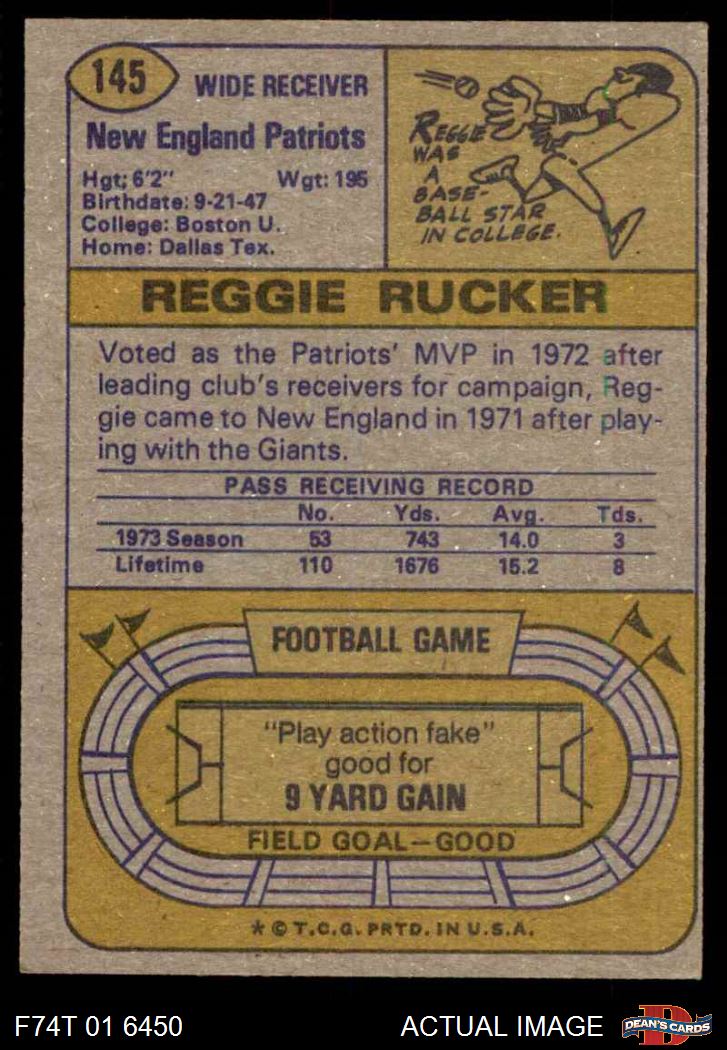 145
WIDE RECEIVER
New England Patriots
Hgt; 6'2" Wgt: 195
Birthdate: 9-21-47
College: Boston U.
Home: Dallas Tex.
REGGIE
WAS
A
BASE-
BALL STAR
IN COLLEGE.
REGGIE RUCKER
Voted as the Patriots' MVP in 1972 after
leading club's receivers for campaign, Reg-
gie came to New England in 1971 after play-
ing with the Giants.
PASS RECEIVING RECORD
No. Yds. Avg. Tds.
1973 Season 53 743 14.0 3
Lifetime 110 1676 15.2 8
FOOTBALL GAME
"Play action fake"
good for
9 YARD GAIN
FIELD GOAL—GOOD
* © T.C.G. PRTD. IN U.S.A.
F74T 01 6450 ACTUAL IMAGE
D
DEAN'S CARDS